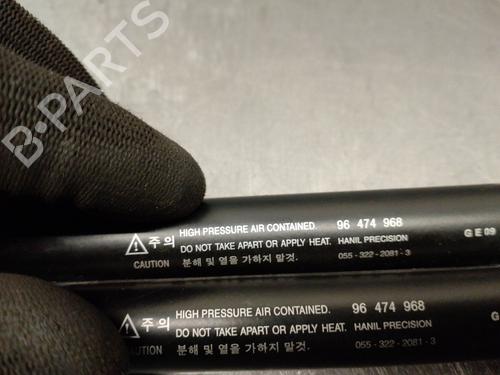 B-PARTS
HIGH PRESSURE AIR CONTAINED. 96 474 968
주의 DO NOT TAKE APART OR APPLY HEAT. HANIL PRECISION G E 09
CAUTION 분해 및 열을 가하지 말것. 055-322-2081-3
HIGH PRESSURE AIR CONTAINED. 96 474 968
주의 DO NOT TAKE APART OR APPLY HEAT. HANIL PRECISION G
CAUTION 분해 및 열을 가하지 말것. 055-322-2081-3